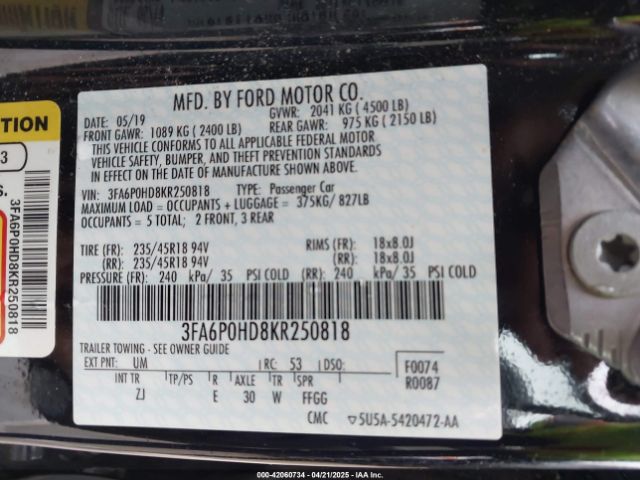 MFD. BY FORD MOTOR CO.
DATE: 05/19 GVWR: 2041 KG ( 4500 LB)
FRONT GAWR: 1089 KG ( 2400 LB) REAR GAWR: 975 KG ( 2150 LB)
THIS VEHICLE CONFORMS TO ALL APPLICABLE FEDERAL MOTOR
VEHICLE SAFETY, BUMPER, AND THEFT PREVENTION STANDARDS
IN EFFECT ON THE DATE OF MANUFACTURE SHOWN ABOVE.
VIN: 3FA6P0HD8KR250818 TYPE: Passenger Car
MAXIMUM LOAD = OCCUPANTS + LUGGAGE = 375KG/ 827LB
OCCUPANTS = 5 TOTAL; 2 FRONT, 3 REAR
TIRE (FR): 235/45R18 94V RIMS (FR): 18x8.0J
(RR): 235/45R18 94V (RR): 18x8.0J
PRESSURE (FR): 240 kPa/ 35 PSI COLD (RR): 240 kPa/ 35 PSI COLD
3FA6P0HD8KR250818
TRAILER TOWING - SEE OWNER GUIDE
EXT PNT: UM RC: 53 DSO: F0074
R0087
INT TR TP/PS R AXLE TR SPR
ZJ E 30 W FFGG
CMC ▽5U5A-5420472-AA
TION
3
S.
3FA6P0HD8KR250818
000-42060734 - 04/21/2025 - IAA Inc.